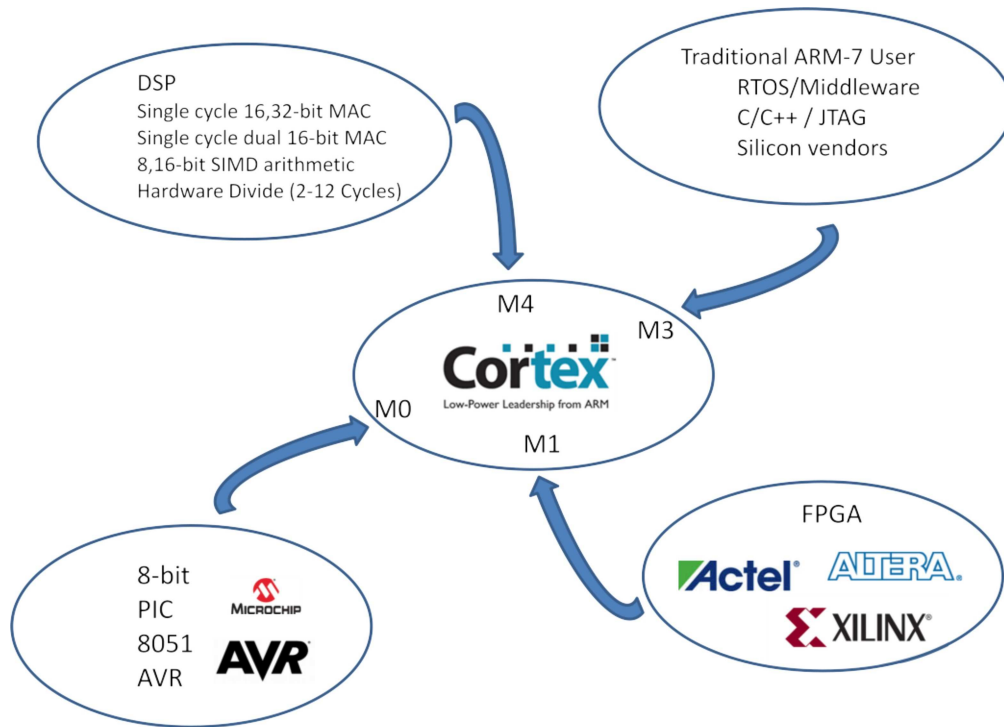 DSP
Single cycle 16,32-bit MAC
Single cycle dual 16-bit MAC
8,16-bit SIMD arithmetic
Hardware Divide (2-12 Cycles)
Traditional ARM-7 User
RTOS/Middleware
C/C++ / JTAG
Silicon vendors
M4
M3
Cortex™
Low-Power Leadership from ARM
M0
M1
8-bit
PIC
8051
AVR
MICROCHIP
AVR®
FPGA
Actel®
ALTERA®
XILINX®